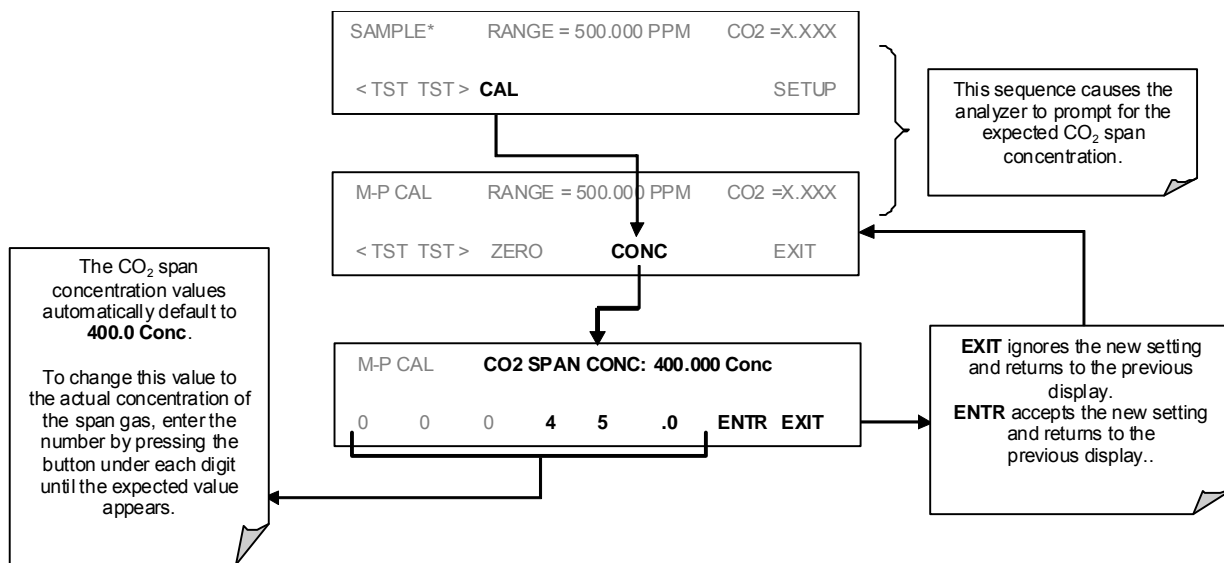 SAMPLE* RANGE = 500.000 PPM CO2 =X.XXX
< TST TST > CAL SETUP
This sequence causes the
analyzer to prompt for the
expected CO₂ span
concentration.
M-P CAL RANGE = 500.000 PPM CO2 =X.XXX
< TST TST > ZERO CONC EXIT
The CO₂ span
concentration values
automatically default to
400.0 Conc.
To change this value to
the actual concentration of
the span gas, enter the
number by pressing the
button under each digit
until the expected value
appears.
M-P CAL CO2 SPAN CONC: 400.000 Conc
0 0 0 4 5 .0 ENTR EXIT
EXIT ignores the new setting
and returns to the previous
display.
ENTR accepts the new setting
and returns to the
previous display..